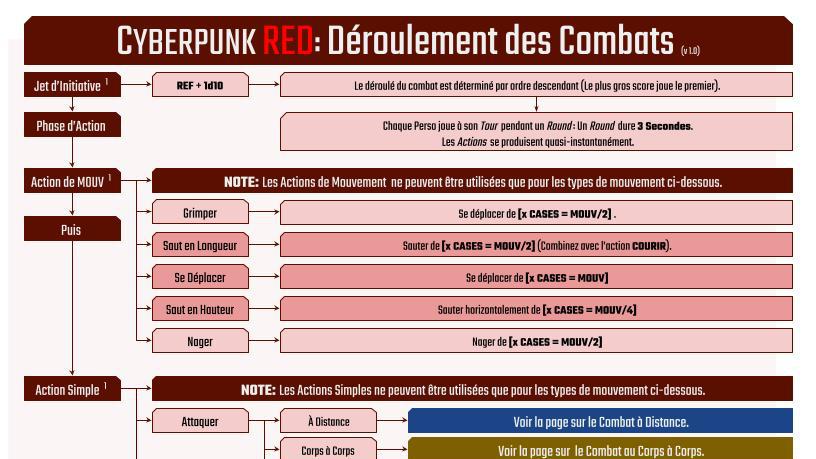 CYBERPUNK RED: Déroulement des Combats (v 1.0)
Jet d'Initiative 1
REF + 1d10
Le déroulé du combat est déterminé par ordre descendant (Le plus gros score joue le premier).
Phase d'Action
Chaque Perso joue à son Tour pendant un Round: Un Round dure 3 Secondes.
Les Actions se produisent quasi-instantanément.
Action de MOUV 1
NOTE: Les Actions de Mouvement ne peuvent être utilisées que pour les types de mouvement ci-dessous.
Grimper
Se déplacer de [x CASES = MOUV/2] .
Puis
Saut en Longueur
Sauter de [x CASES = MOUV/2] (Combinez avec l'action COURIR).
Se Déplacer
Se déplacer de [x CASES = MOUV]
Saut en Hauteur
Sauter horizontalement de [x CASES = MOUV/4]
Nager
Nager de [x CASES = MOUV/2]
Action Simple 1
NOTE: Les Actions Simples ne peuvent être utilisées que pour les types de mouvement ci-dessous.
Attaquer
À Distance
Voir la page sur le Combat à Distance.
Corps à Corps
Voir la page sur le Combat au Corps à Corps.